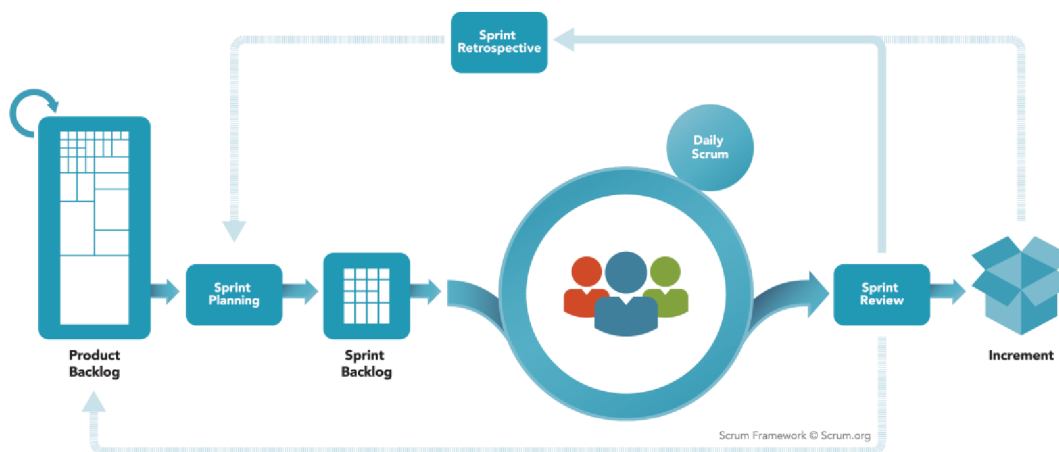 Sprint
Retrospective
Daily
Scrum
Sprint
Planning
Sprint
Review
Product
Backlog
Sprint
Backlog
Increment
Scrum Framework © Scrum.org